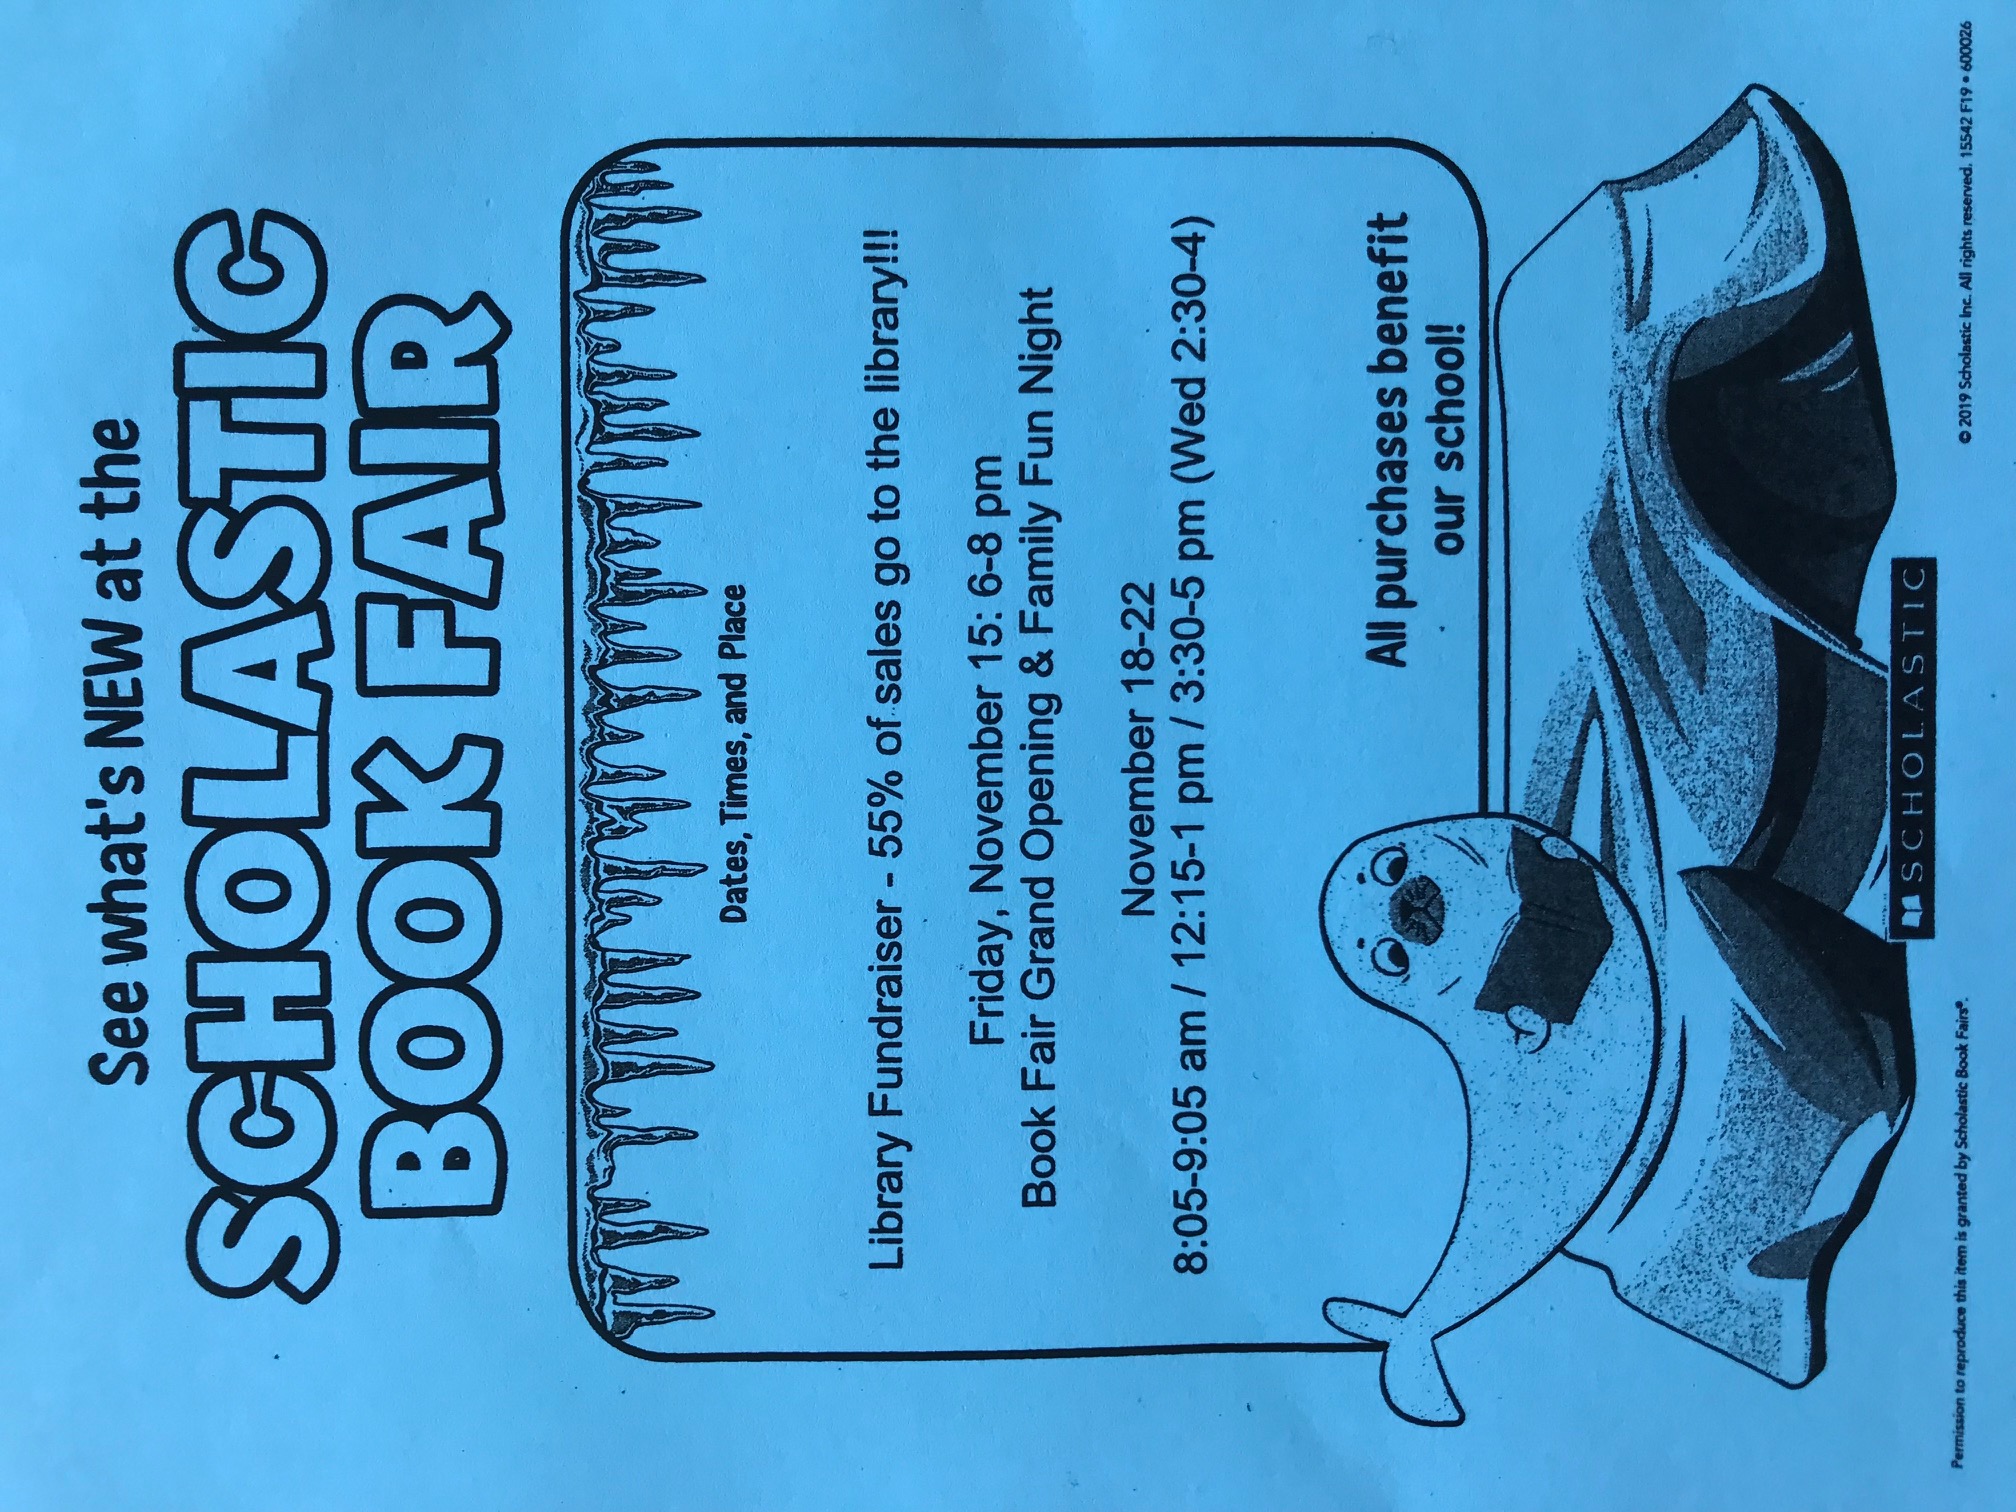 See what's NEW at the
SCHOLASTIC
BOOK FAIR
Dates, Times, and Place
Library Fundraiser - 55% of sales go to the library!!!
Friday, November 15: 6-8 pm
Book Fair Grand Opening & Family Fun Night
November 18-22
8:05-9:05 am / 12:15-1 pm / 3:30-5 pm (Wed 2:30-4)
All purchases benefit
our school!
SCHOLASTIC
Permission to reproduce this item is granted by Scholastic Book Fairs®.
© 2019 Scholastic Inc. All rights reserved. 15542 F19 • 600026